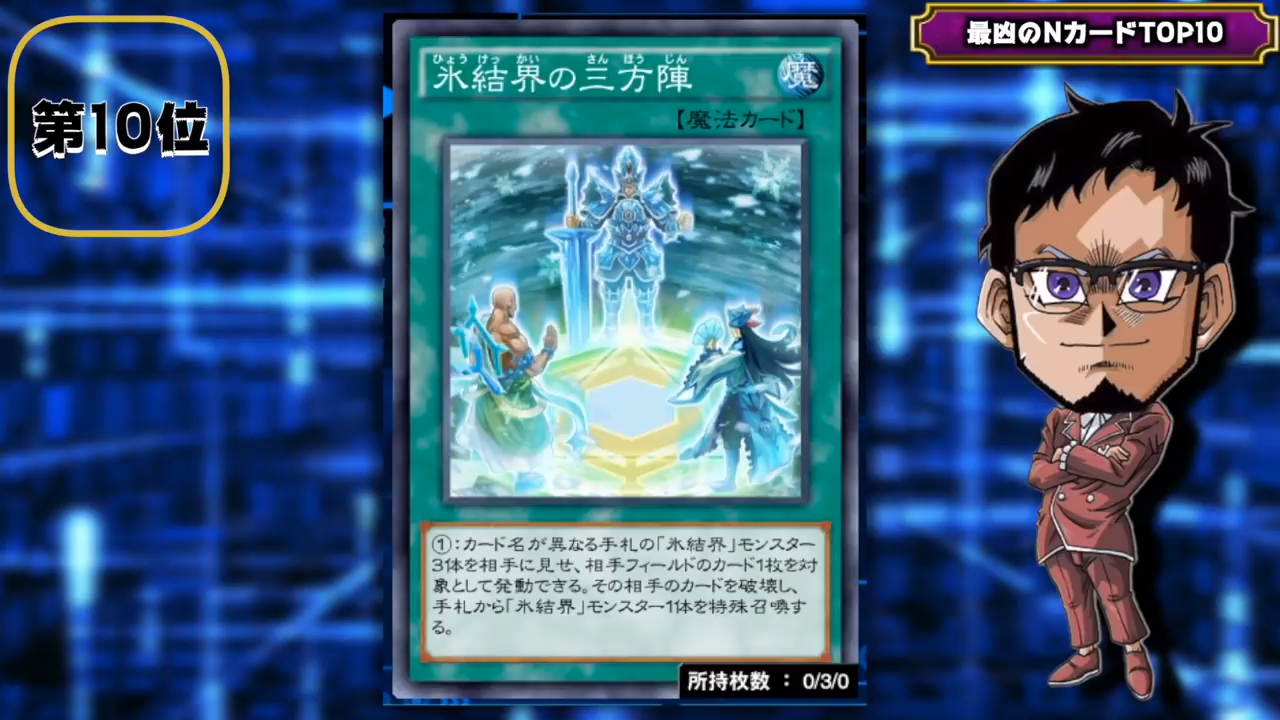 第10位
最凶のNカードTOP10
ひょうけっかい さんぼうじん
氷結界の三方陣
魔
【魔法カード】
①:カード名が異なる手札の「氷結界」モンスター
3体を相手に見せ、相手フィールドのカード1枚を対
象として発動できる。その相手のカードを破壊し、
手札から「氷結界」モンスター1体を特殊召喚す
る。
所持枚数 : 0/3/0